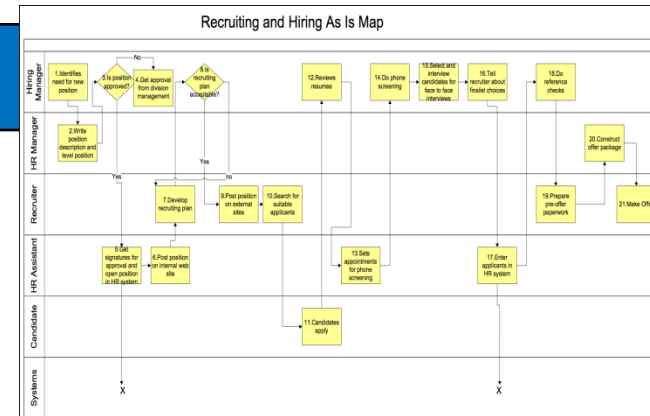 Recruiting and Hiring As Is Map
Hiring
Manager
1.Identifies
need for new
position
3.Is position
approved?
No
4.Get approval
from division
management
8.Is
recruiting
plan
acceptable?
12.Reviews
resumes
14.Do phone
screening
15.Select and
interview
candidates for
face to face
interviews
16.Tell
recruiter about
finalist choices
18.Do
reference
checks
HR Manager
2.Write
position
description and
level position
Yes
Yes
no
20.Construct
offer package
Recruiter
7.Develop
recruiting plan
9.Post position
on external
sites
10.Search for
suitable
applicants
19.Prepare
pre-offer
paperwork
21.Make Offe
HR Assistant
5.Get
signatures for
approval and
open position
in HR system
6.Post position
on internal web
site
13.Sets
appointments
for phone
screening
17.Enter
applicants in
HR system
Candidate
11.Candidates
apply
Systems
X
X